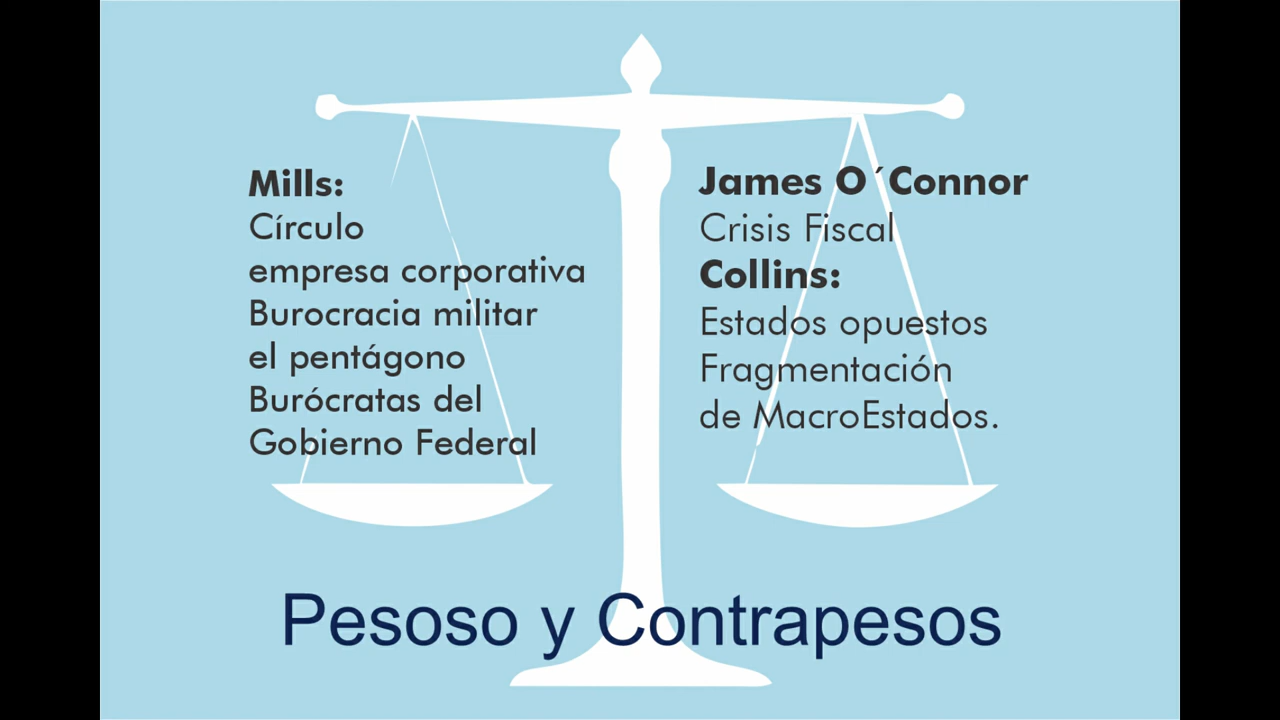 Mills:
Círculo
empresa corporativa
Burocracia militar
el pentágono
Burócratas del
Gobierno Federal
James O´Connor
Crisis Fiscal
Collins:
Estados opuestos
Fragmentación
de MacroEstados.
Pesoso y Contrapesos